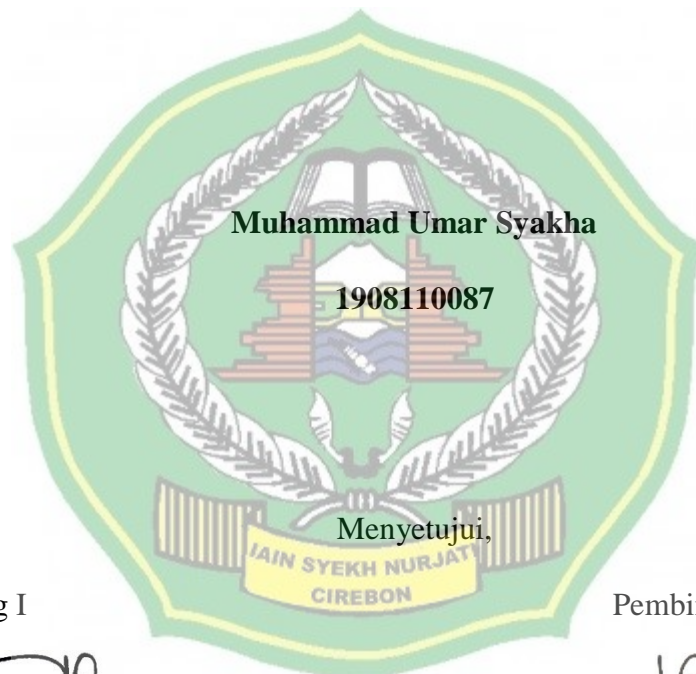 Muhammad Umar Syakha
1908110087
Menyetujui,
IAIN SYEKH NURJATI
CIREBON
g I
Pembi